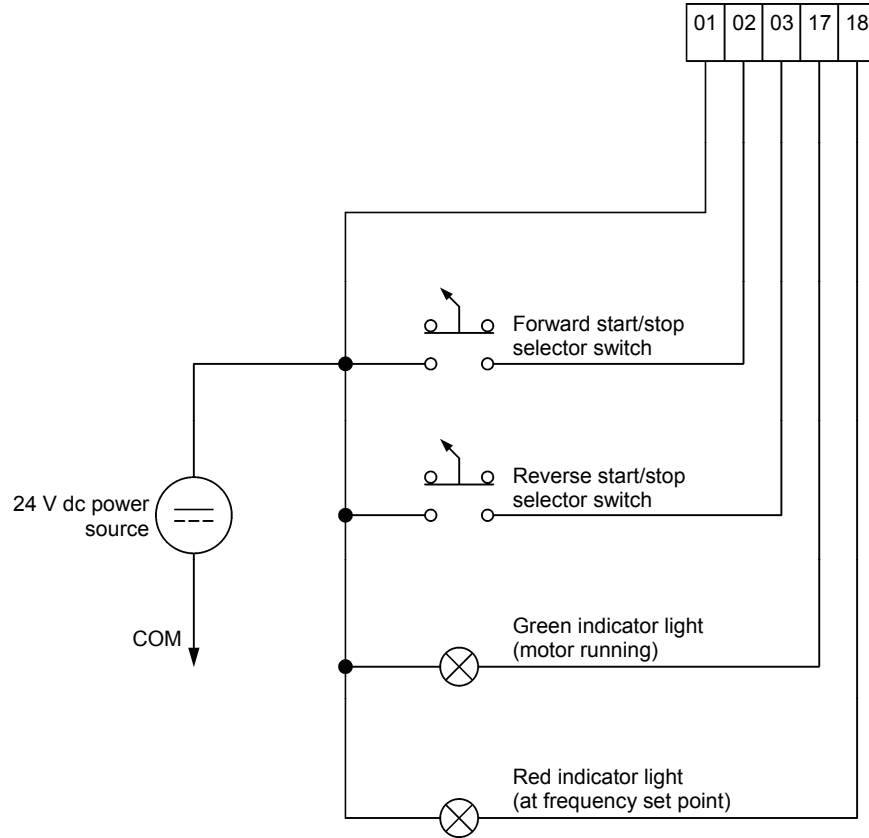 01 02 03 17 18
Forward start/stop
selector switch
Reverse start/stop
selector switch
24 V dc power
source
COM
Green indicator light
(motor running)
Red indicator light
(at frequency set point)